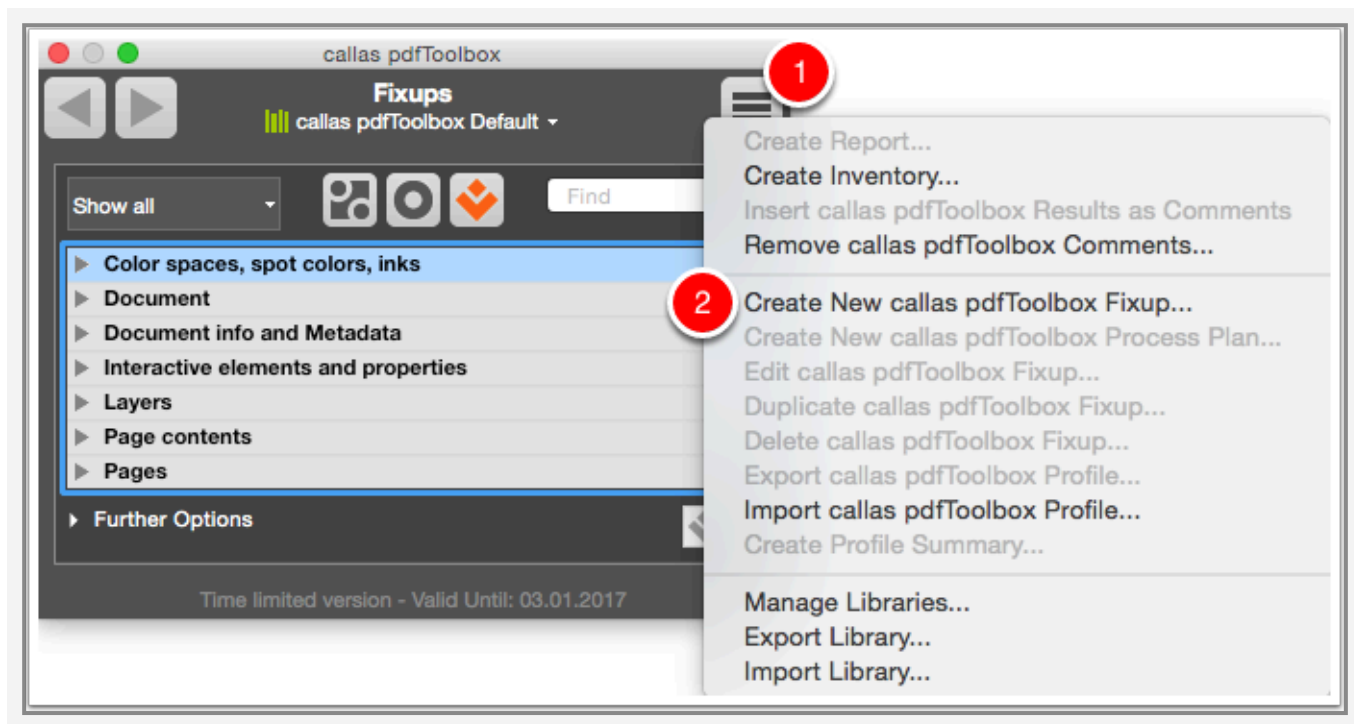 callas pdfToolbox
Fixups
callas pdfToolbox Default
1
Show all
Find
Color spaces, spot colors, inks
Document
Document info and Metadata
Interactive elements and properties
Layers
Page contents
Pages
Further Options
Time limited version - Valid Until: 03.01.2017
Create Report...
Create Inventory...
Insert callas pdfToolbox Results as Comments
Remove callas pdfToolbox Comments...
2
Create New callas pdfToolbox Fixup...
Create New callas pdfToolbox Process Plan...
Edit callas pdfToolbox Fixup...
Duplicate callas pdfToolbox Fixup...
Delete callas pdfToolbox Fixup...
Export callas pdfToolbox Profile...
Import callas pdfToolbox Profile...
Create Profile Summary...
Manage Libraries...
Export Library...
Import Library...